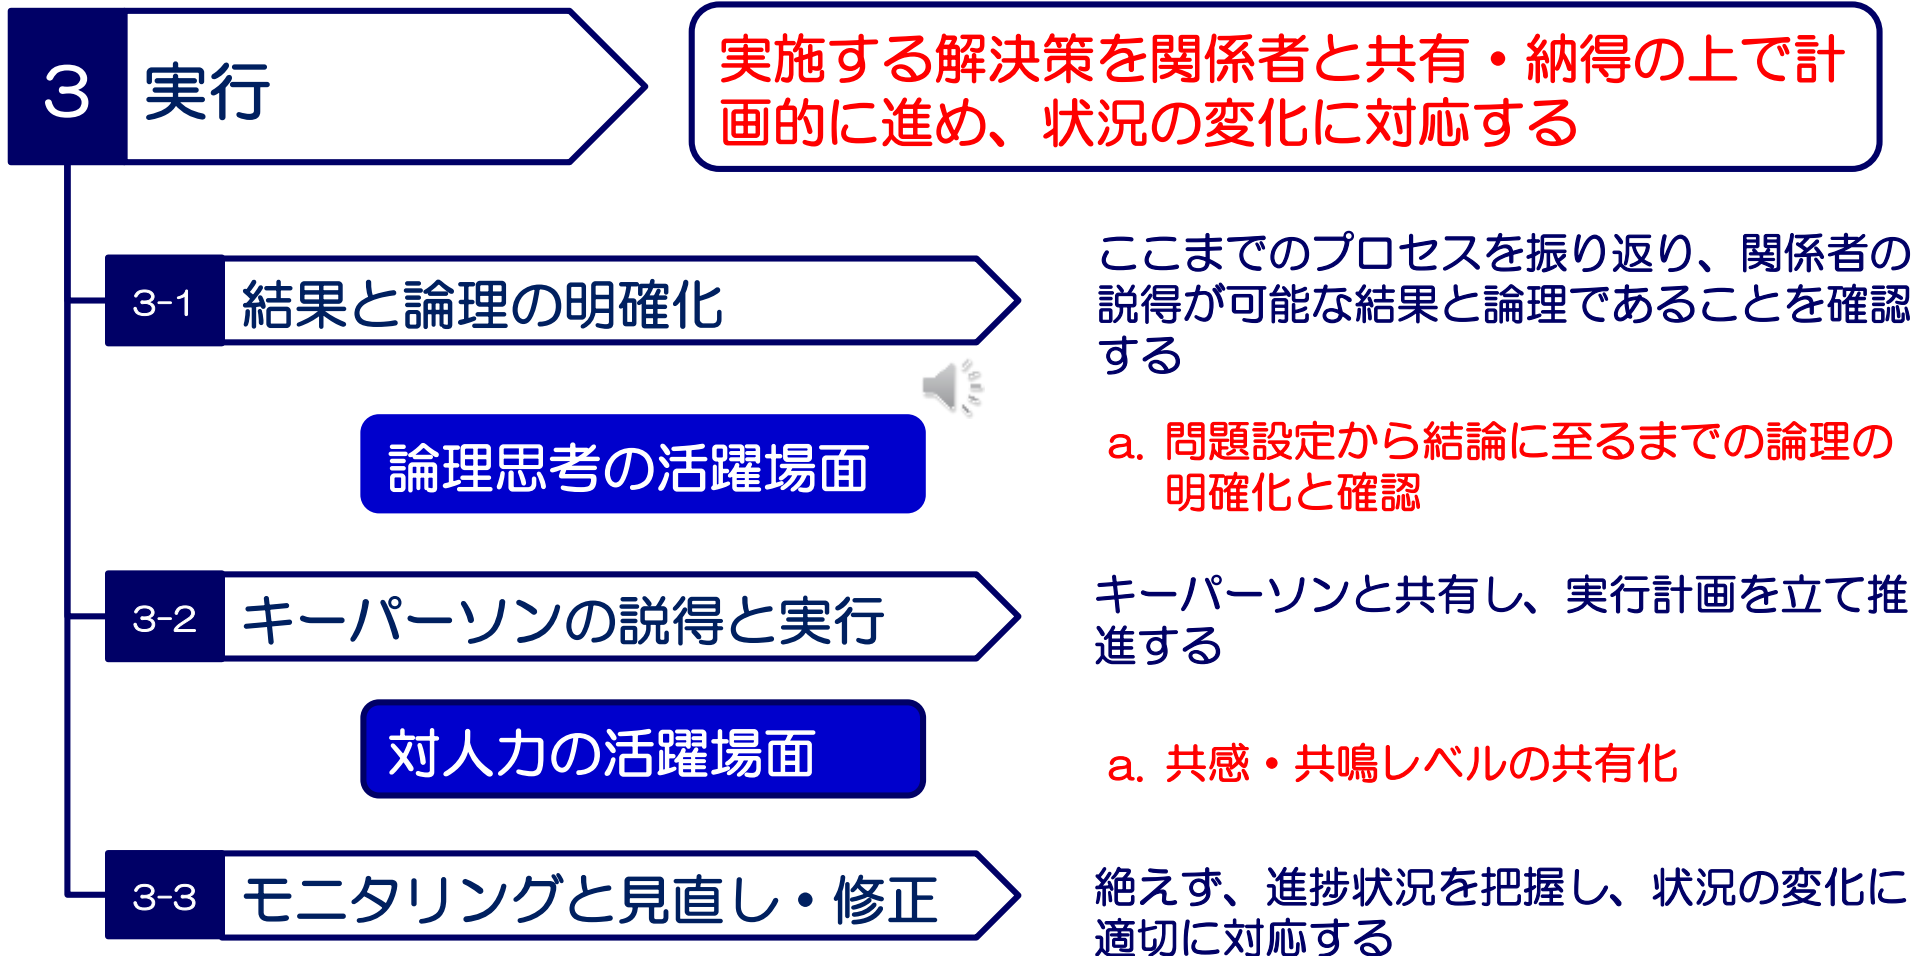 3 実行
実施する解決策を関係者と共有・納得の上で計
画的に進め、状況の変化に対応する
3-1 結果と論理の明確化
ここまでのプロセスを振り返り、関係者の
説得が可能な結果と論理であることを確認
する
論理思考の活躍場面
a. 問題設定から結論に至るまでの論理の
明確化と確認
3-2 キーパーソンの説得と実行
キーパーソンと共有し、実行計画を立て推
進する
対人力の活躍場面
a. 共感・共鳴レベルの共有化
3-3 モニタリングと見直し・修正
絶えず、進捗状況を把握し、状況の変化に
適切に対応する